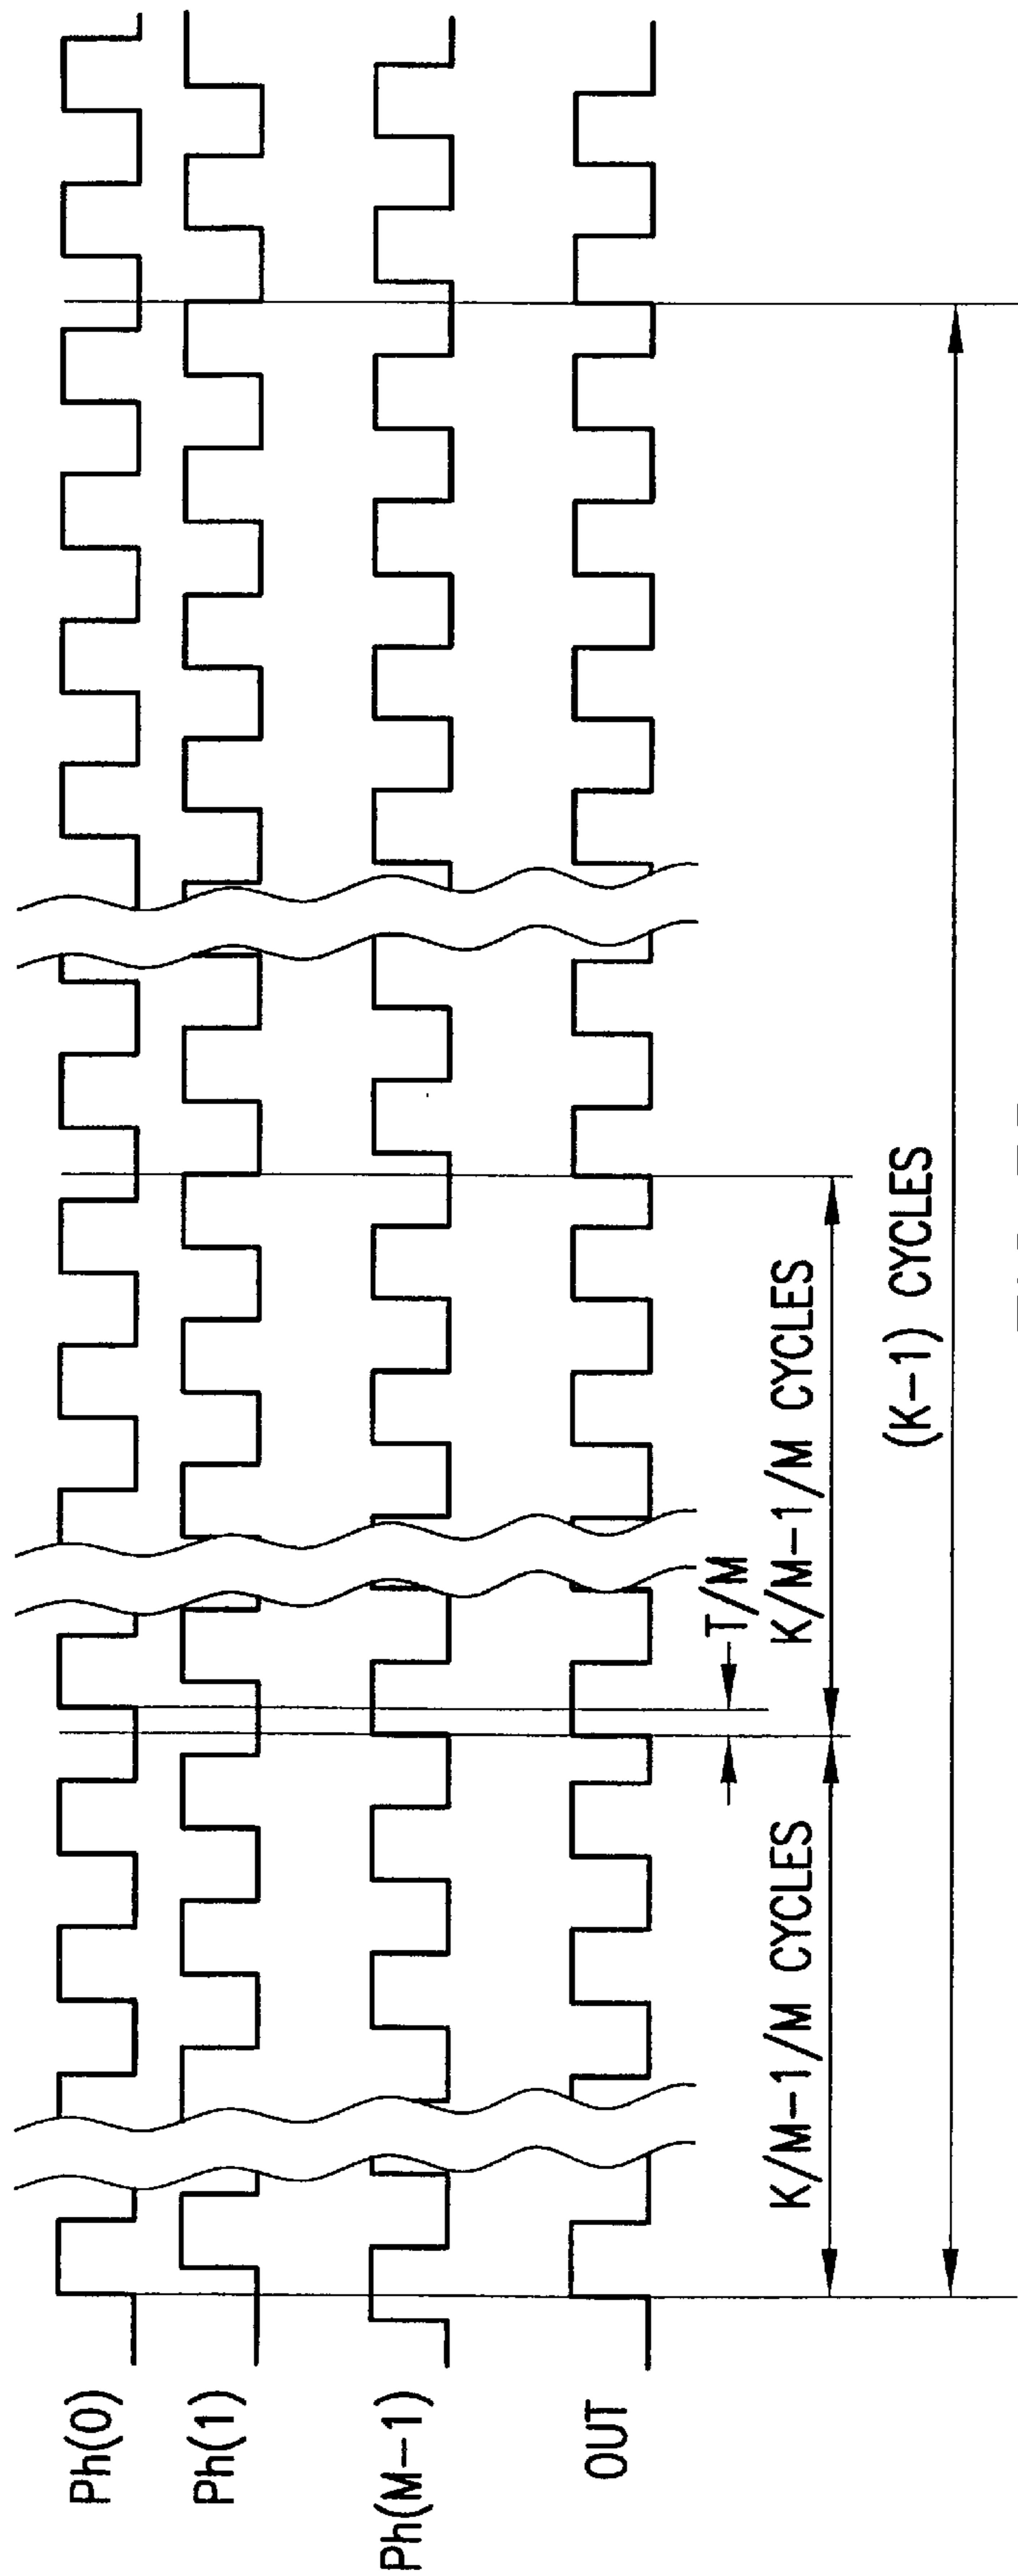 Ph(0)
Ph(1)
Ph(M-1)
OUT
T/M
K/M-1/M CYCLES
K/M-1/M CYCLES
(K-1) CYCLES